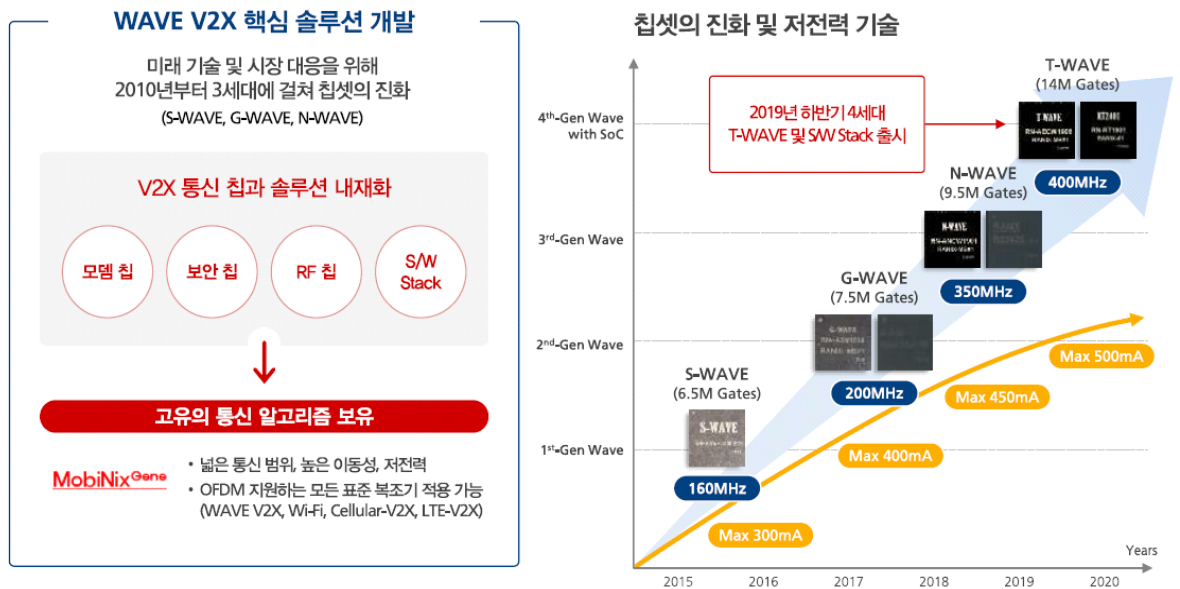 WAVE V2X 핵심 솔루션 개발
미래 기술 및 시장 대응을 위해
2010년부터 3세대에 걸쳐 칩셋의 진화
(S-WAVE, G-WAVE, N-WAVE)
V2X 통신 칩과 솔루션 내재화
모뎀 칩
보안 칩
RF 칩
S/W
Stack
고유의 통신 알고리즘 보유
MobiNix Gene
• 넓은 통신 범위, 높은 이동성, 저전력
• OFDM 지원하는 모든 표준 복조기 적용 가능
(WAVE V2X, Wi-Fi, Cellular-V2X, LTE-V2X)
칩셋의 진화 및 저전력 기술
T-WAVE
(14M Gates)
4th-Gen Wave
with SoC
2019년 하반기 4세대
T-WAVE 및 S/W Stack 출시
T-WAVE
400MHz
N-WAVE
(9.5M Gates)
3rd-Gen Wave
N-WAVE
350MHz
G-WAVE
(7.5M Gates)
2nd-Gen Wave
G-WAVE
200MHz
Max 500mA
S-WAVE
(6.5M Gates)
Max 450mA
1st-Gen Wave
S-WAVE
Max 400mA
160MHz
Max 300mA
Years
2015
2016
2017
2018
2019
2020